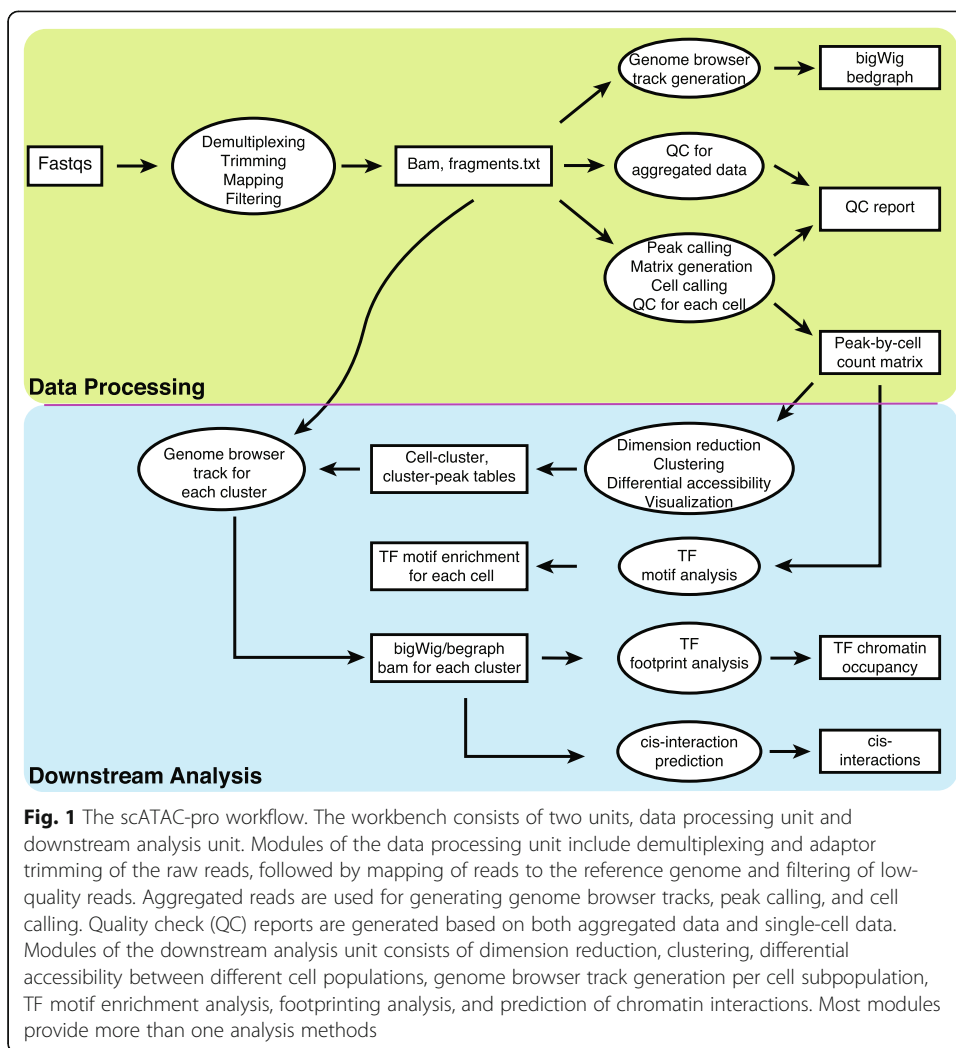 Genome browser
track generation
bigWig
bedgraph
Fastqs
Demultiplexing
Trimming
Mapping
Filtering
Bam, fragments.txt
QC for
aggregated data
QC report
Peak calling
Matrix generation
Cell calling
QC for each cell
Peak-by-cell
count matrix
Data Processing
Genome browser
track for
each cluster
Cell-cluster,
cluster-peak tables
Dimension reduction
Clustering
Differential accessibility
Visualization
TF motif enrichment
for each cell
TF
motif analysis
bigWig/begraph
bam for each cluster
TF
footprint analysis
TF chromatin
occupancy
cis-interaction
prediction
cis-
interactions
Downstream Analysis
Fig. 1 The scATAC-pro workflow. The workbench consists of two units, data processing unit and
downstream analysis unit. Modules of the data processing unit include demultiplexing and adaptor
trimming of the raw reads, followed by mapping of reads to the reference genome and filtering of low-
quality reads. Aggregated reads are used for generating genome browser tracks, peak calling, and cell
calling. Quality check (QC) reports are generated based on both aggregated data and single-cell data.
Modules of the downstream analysis unit consists of dimension reduction, clustering, differential
accessibility between different cell populations, genome browser track generation per cell subpopulation,
TF motif enrichment analysis, footprinting analysis, and prediction of chromatin interactions. Most modules
provide more than one analysis methods